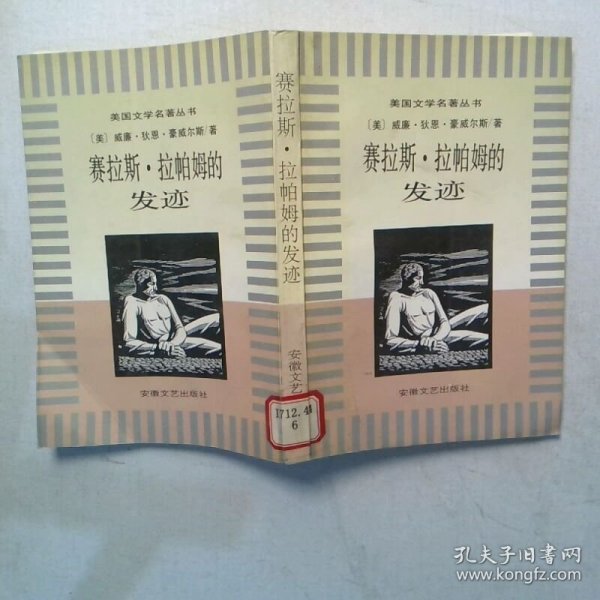 美国文学名著丛书
〔美〕威廉·狄恩·豪威尔斯/著
赛拉斯·拉帕姆的
发迹
安徽文艺出版社
赛拉斯·拉帕姆的发迹
安徽文艺
I712.44
6
美国文学名著丛书
〔美〕威廉·狄恩·豪威尔斯/著
赛拉斯·拉帕姆的
发迹
安徽文艺出版社
孔夫子旧书网
www.kongfz.com